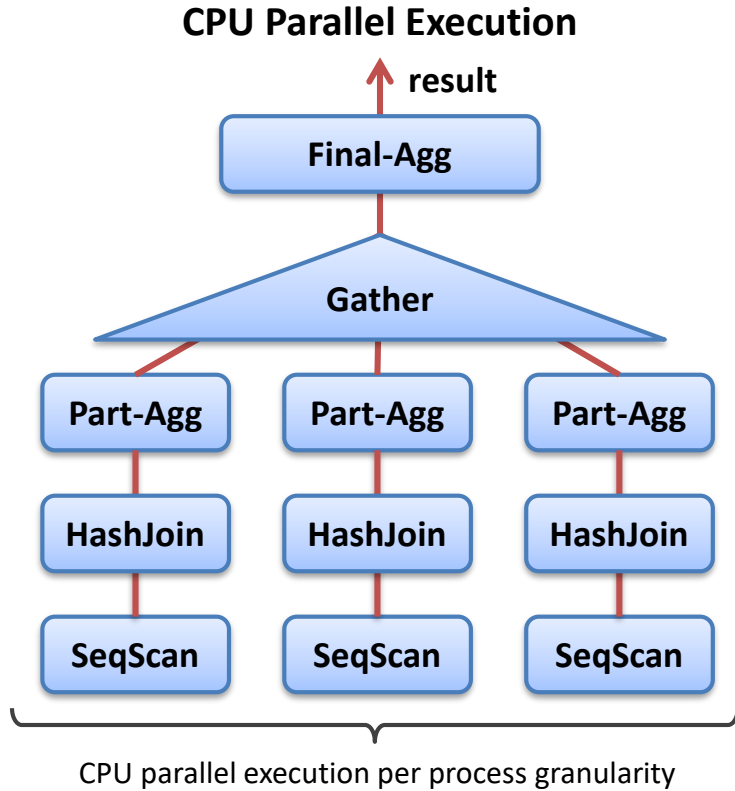 CPU Parallel Execution
result
Final-Agg
Gather
Part-Agg Part-Agg Part-Agg
HashJoin HashJoin HashJoin
SeqScan SeqScan SeqScan
CPU parallel execution per process granularity